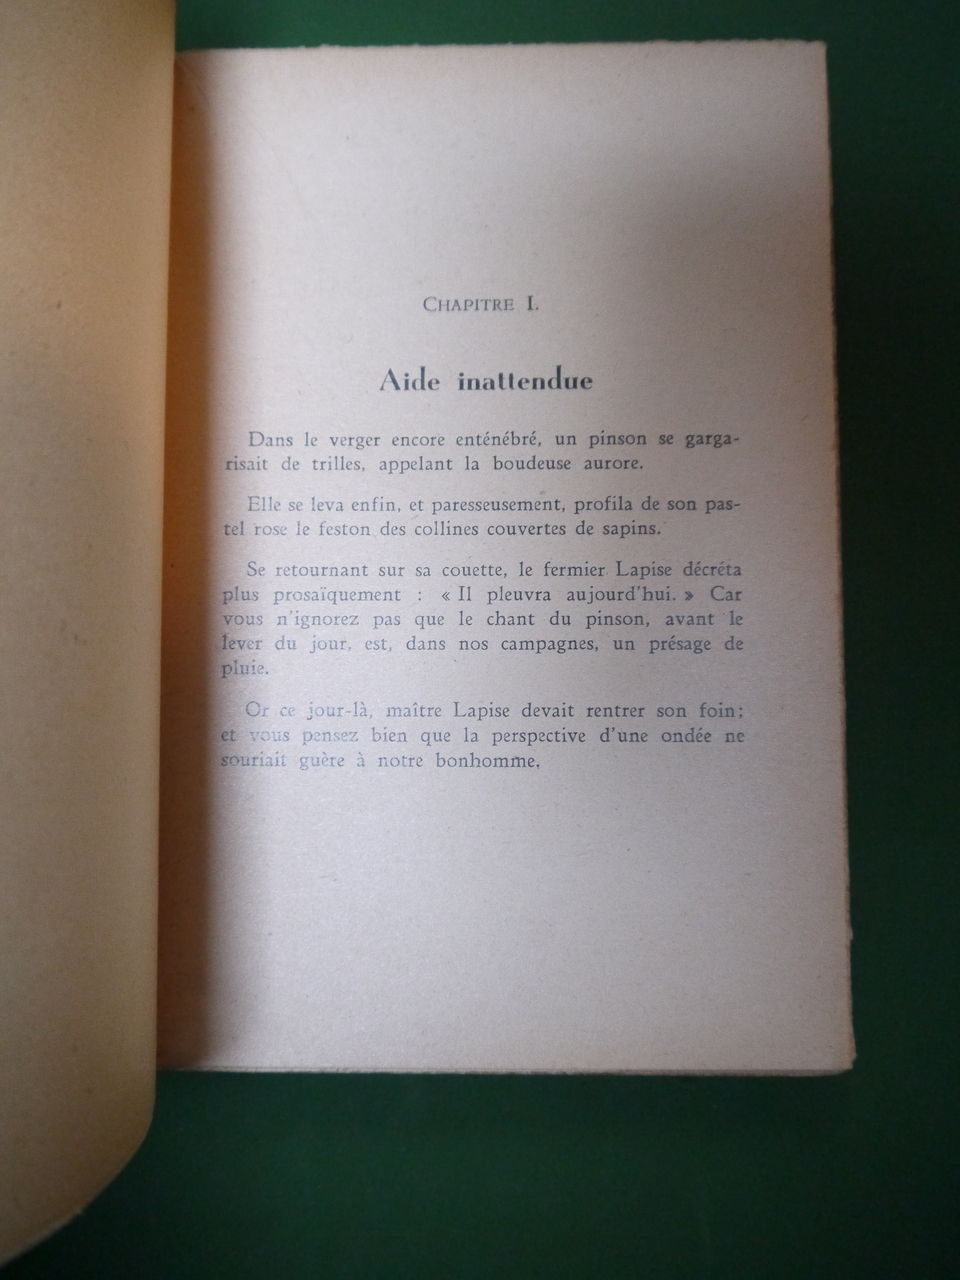 CHAPITRE I.
Aide inattendue
Dans le verger encore enténébré, un pinson se garga-
risait de trilles, appelant la boudeuse aurore.
Elle se leva enfin, et paresseusement, profila de son pas-
tel rose le feston des collines couvertes de sapins.
Se retournant sur sa couette, le fermier Lapise décréta
plus prosaïquement : « Il pleuvra aujourd'hui. » Car
vous n'ignorez pas que le chant du pinson, avant le
lever du jour, est, dans nos campagnes, un présage de
pluie.
Or ce jour-là, maître Lapise devait rentrer son foin;
et vous pensez bien que la perspective d'une ondée ne
souriait guère à notre bonhomme.